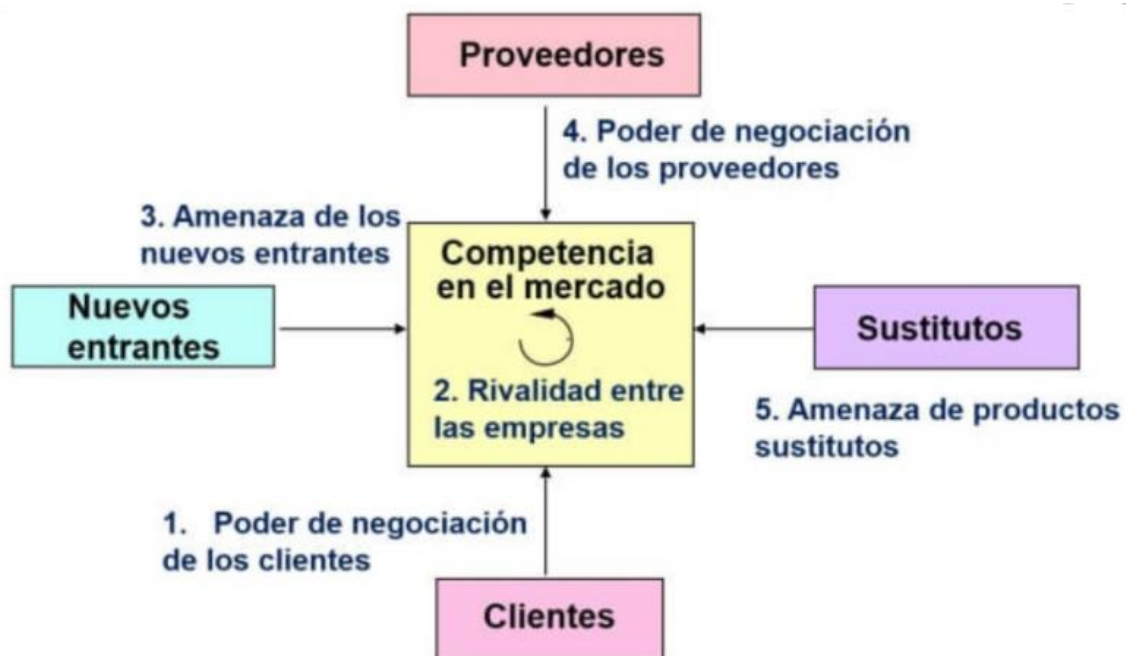 Proveedores
4. Poder de negociación
de los proveedores
3. Amenaza de los
nuevos entrantes
Competencia
en el mercado
Nuevos
entrantes
Sustitutos
2. Rivalidad entre
las empresas
5. Amenaza de productos
sustitutos
1. Poder de negociación
de los clientes
Clientes